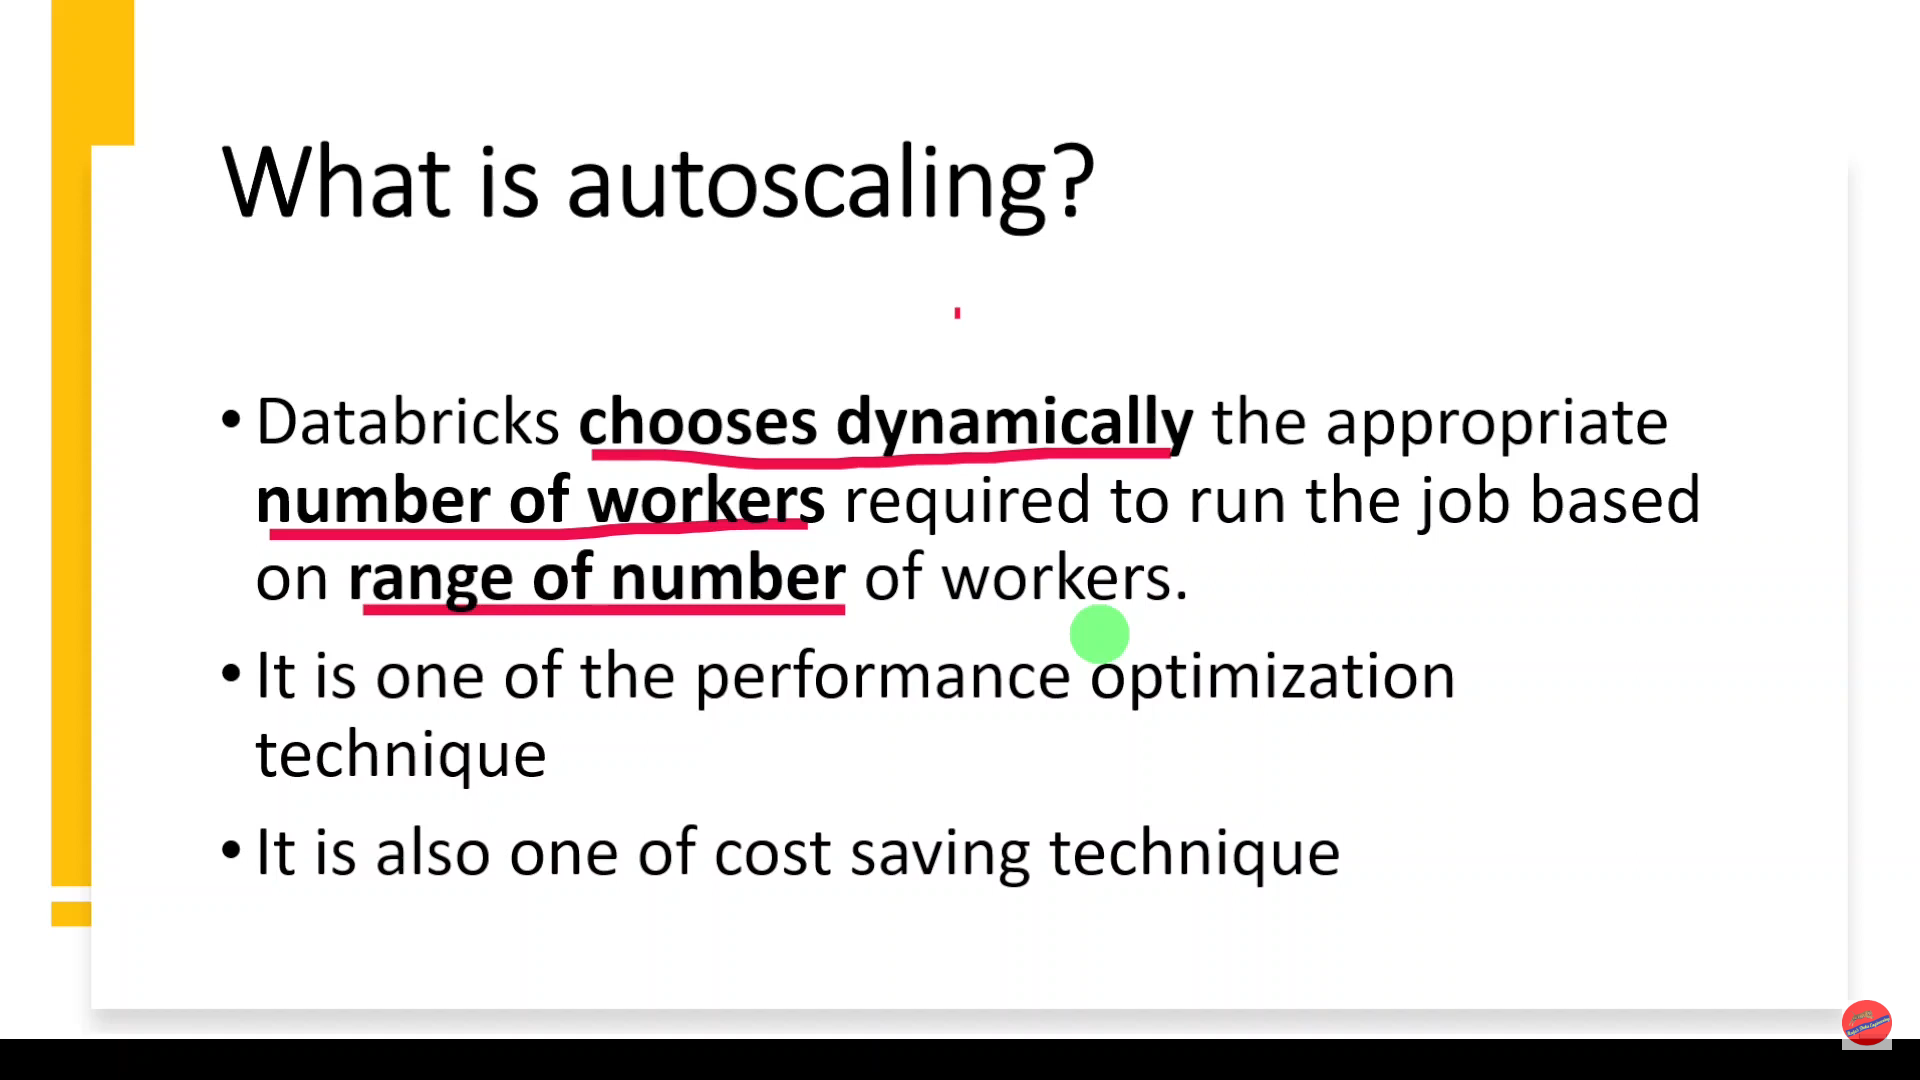 What is autoscaling?
• Databricks chooses dynamically the appropriate
number of workers required to run the job based
on range of number of workers.
• It is one of the performance optimization
technique
• It is also one of cost saving technique